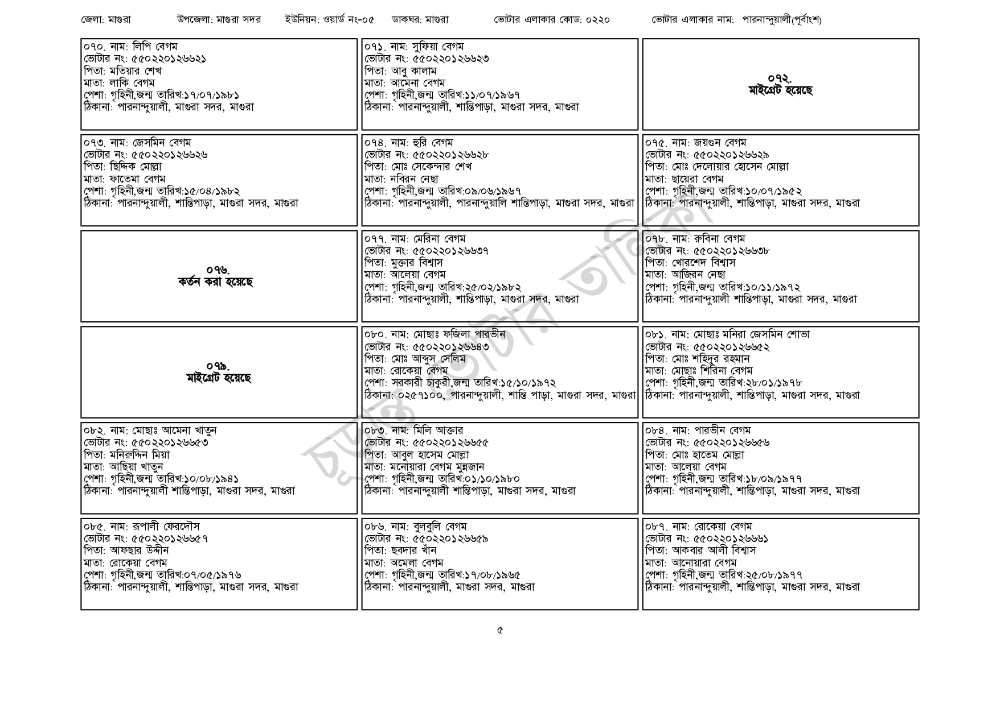 জেলা: মাগুরা উপজেলা: মাগুরা সদর ইউনিয়ন: ওয়ার্ড নং-০৫ ডাকঘর: মাগুরা ভোটার এলাকার কোড: ০২২০ ভোটার এলাকার নাম: পারনান্দুয়ালী(পূর্বাংশ)
০৭০. নাম: লিপি বেগম
ভোটার নং: ৫৫০২২০১২৬৬২১
পিতা: মতিয়ার শেখ
মাতা: লাকি বেগম
পেশা: গৃহিনী,জন্ম তারিখ:১৭/০৭/১৯৮১
ঠিকানা: পারনান্দুয়ালী, মাগুরা সদর, মাগুরা
০৭১. নাম: সুফিয়া বেগম
ভোটার নং: ৫৫০২২০১২৬৬২৩
পিতা: আবু কালাম
মাতা: আমেনা বেগম
পেশা: গৃহিনী,জন্ম তারিখ:১১/০৭/১৯৬৭
ঠিকানা: পারনান্দুয়ালী, শান্তিপাড়া, মাগুরা সদর, মাগুরা
০৭২.
মাইগ্রেট হয়েছে
০৭৩. নাম: জেসমিন বেগম
ভোটার নং: ৫৫০২২০১২৬৬২৬
পিতা: ছিদ্দিক মোল্লা
মাতা: ফাতেমা বেগম
পেশা: গৃহিনী,জন্ম তারিখ:১৫/০৪/১৯৮২
ঠিকানা: পারনান্দুয়ালী, শান্তিপাড়া, মাগুরা সদর, মাগুরা
০৭৪. নাম: হুরি বেগম
ভোটার নং: ৫৫০২২০১২৬৬২৮
পিতা: মোঃ সেকেন্দার শেখ
মাতা: নবিরন নেছা
পেশা: গৃহিনী,জন্ম তারিখ:০৯/০৬/১৯৬৭
ঠিকানা: পারনান্দুয়ালী, পারনান্দুয়ালি শান্তিপাড়া, মাগুরা সদর, মাগুরা
০৭৫. নাম: জয়গুন বেগম
ভোটার নং: ৫৫০২২০১২৬৬২৯
পিতা: মোঃ দেলোয়ার হোসেন মোল্লা
মাতা: ছায়েরা বেগম
পেশা: গৃহিনী,জন্ম তারিখ:১০/০৭/১৯৫২
ঠিকানা: পারনান্দুয়ালী, শান্তিপাড়া, মাগুরা সদর, মাগুরা
০৭৬.
কর্তন করা হয়েছে
০৭৭. নাম: মেরিনা বেগম
ভোটার নং: ৫৫০২২০১২৬৬৩৭
পিতা: মুক্তার বিশ্বাস
মাতা: আলেয়া বেগম
পেশা: গৃহিনী,জন্ম তারিখ:২৫/০২/১৯৮২
ঠিকানা: পারনান্দুয়ালী, শান্তিপাড়া, মাগুরা সদর, মাগুরা
০৭৮. নাম: রুবিনা বেগম
ভোটার নং: ৫৫০২২০১২৬৬৩৮
পিতা: খোরশেদ বিশ্বাস
মাতা: আজিরন নেছা
পেশা: গৃহিনী,জন্ম তারিখ:১০/১১/১৯৭২
ঠিকানা: পারনান্দুয়ালী শান্তিপাড়া, মাগুরা সদর, মাগুরা
০৭৯.
মাইগ্রেট হয়েছে
০৮০. নাম: মোছাঃ ফজিলা পারভীন
ভোটার নং: ৫৫০২২০১২৬৬৪৩
পিতা: মোঃ আব্দুস সেলিম
মাতা: রোকেয়া বেগম
পেশা: সরকারী চাকুরী,জন্ম তারিখ:১৫/১০/১৯৭২
ঠিকানা: ০২৫৭১০০, পারনান্দুয়ালী, শান্তি পাড়া, মাগুরা সদর, মাগুরা
০৮১. নাম: মোছাঃ মনিরা জেসমিন শোভা
ভোটার নং: ৫৫০২২০১২৬৬৫২
পিতা: মোঃ শহিদুর রহমান
মাতা: মোছাঃ শিরিনা বেগম
পেশা: গৃহিনী,জন্ম তারিখ:২৮/০১/১৯৭৮
ঠিকানা: পারনান্দুয়ালী, শান্তিপাড়া, মাগুরা সদর, মাগুরা
০৮২. নাম: মোছাঃ আমেনা খাতুন
ভোটার নং: ৫৫০২২০১২৬৬৫৩
পিতা: মনিরুদ্দিন মিয়া
মাতা: আছিয়া খাতুন
পেশা: গৃহিনী,জন্ম তারিখ:১০/০৮/১৯৪১
ঠিকানা: পারনান্দুয়ালী শান্তিপাড়া, মাগুরা সদর, মাগুরা
০৮৩. নাম: মিলি আক্তার
ভোটার নং: ৫৫০২২০১২৬৬৫৫
পিতা: আবুল হাসেম মোল্লা
মাতা: মনোয়ারা বেগম মুন্নজান
পেশা: গৃহিনী,জন্ম তারিখ:০১/১০/১৯৮০
ঠিকানা: পারনান্দুয়ালী শান্তিপাড়া, মাগুরা সদর, মাগুরা
০৮৪. নাম: পারভীন বেগম
ভোটার নং: ৫৫০২২০১২৬৬৫৬
পিতা: মোঃ হাতেম মোল্লা
মাতা: আলেয়া বেগম
পেশা: গৃহিনী,জন্ম তারিখ:১৮/০৯/১৯৭৭
ঠিকানা: পারনান্দুয়ালী, শান্তিপাড়া, মাগুরা সদর, মাগুরা
০৮৫. নাম: রূপালী ফেরদৌস
ভোটার নং: ৫৫০২২০১২৬৬৫৭
পিতা: আফছার উদ্দীন
মাতা: রোকেয়া বেগম
পেশা: গৃহিনী,জন্ম তারিখ:০৭/০৫/১৯৭৬
ঠিকানা: পারনান্দুয়ালী, শান্তিপাড়া, মাগুরা সদর, মাগুরা
০৮৬. নাম: বুলবুলি বেগম
ভোটার নং: ৫৫০২২০১২৬৬৫৯
পিতা: ছবদার খাঁন
মাতা: অমেলা বেগম
পেশা: গৃহিনী,জন্ম তারিখ:১৭/০৮/১৯৬৫
ঠিকানা: পারনান্দুয়ালী, মাগুরা সদর, মাগুরা
০৮৭. নাম: রোকেয়া বেগম
ভোটার নং: ৫৫০২২০১২৬৬৬১
পিতা: আকবার আলী বিশ্বাস
মাতা: আনোয়ারা বেগম
পেশা: গৃহিনী,জন্ম তারিখ:২৫/০৮/১৯৭৭
ঠিকানা: পারনান্দুয়ালী, শান্তিপাড়া, মাগুরা সদর, মাগুরা
চূড়ান্ত ভোটার তালিকা
৫